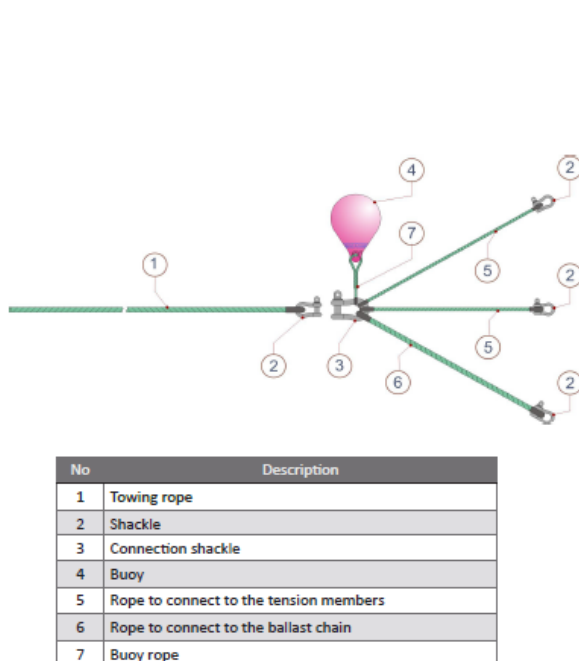 4
2
7
1
5
2
5
2
3
6
2
No Description
1 Towing rope
2 Shackle
3 Connection shackle
4 Buoy
5 Rope to connect to the tension members
6 Rope to connect to the ballast chain
7 Buoy rope